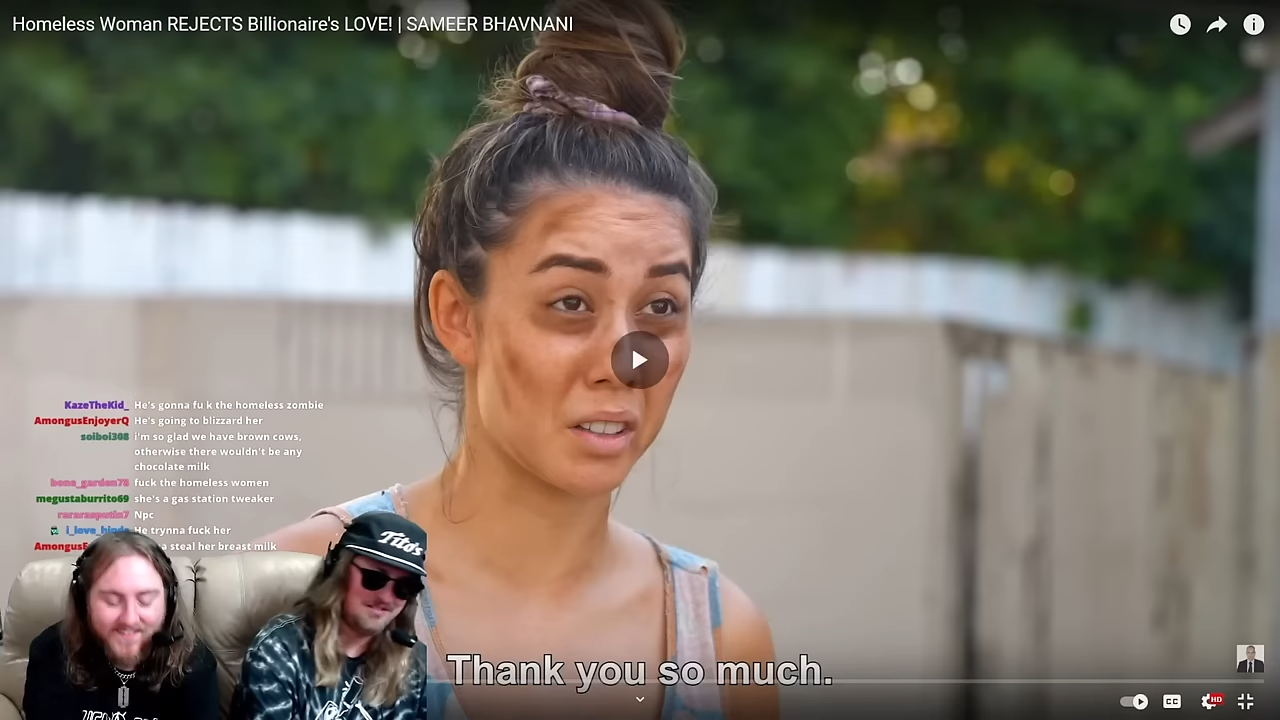 Homeless Woman REJECTS Billionaire's LOVE! | SAMEER BHAVNANI
KazeTheKid_ He's gonna fu k the homeless zombie
AmongusEnjoyerQ He's going to blizzard her
soiboi308 i'm so glad we have brown cows,
otherwise there wouldn't be any
chocolate milk
bone_garden78 fuck the homeless women
megustaburrito69 she's a gas station tweaker
Npc
He trynna fuck her
a steal her breast milk
Tito's
Thank you so much.
CC
HD